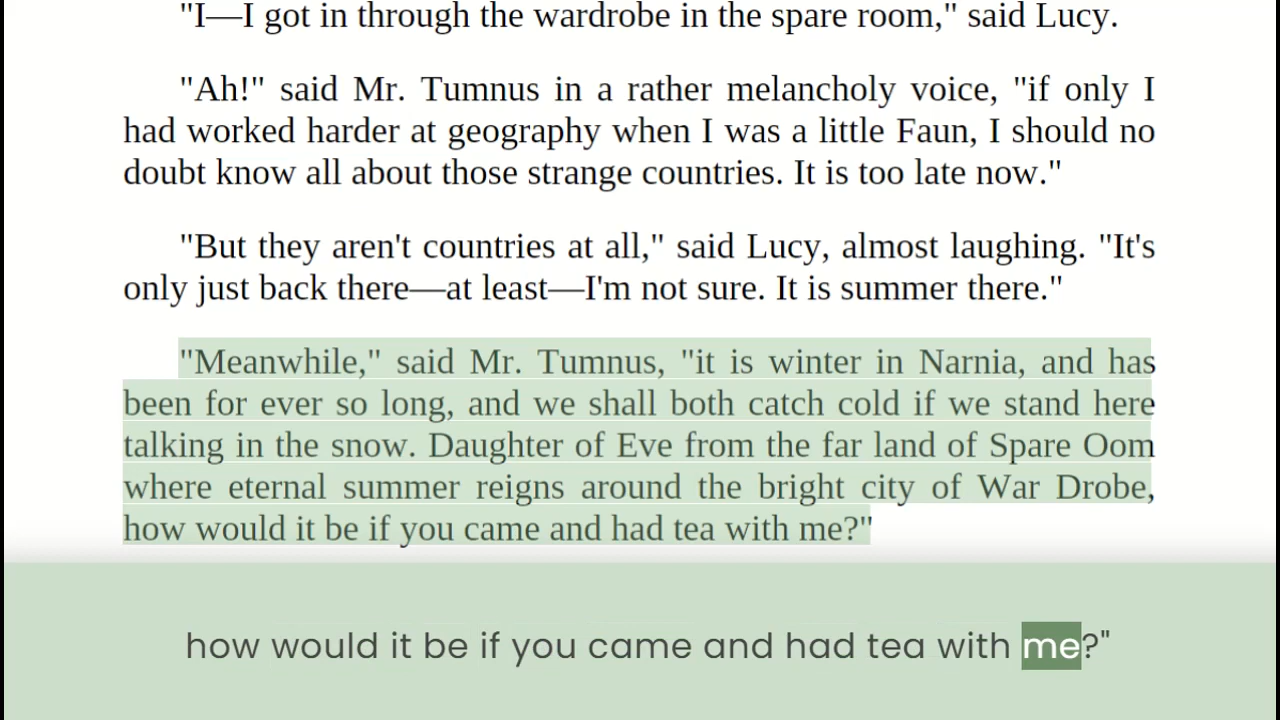 "I—I got in through the wardrobe in the spare room," said Lucy.
"Ah!" said Mr. Tumnus in a rather melancholy voice, "if only I
had worked harder at geography when I was a little Faun, I should no
doubt know all about those strange countries. It is too late now."
"But they aren't countries at all," said Lucy, almost laughing. "It's
only just back there—at least—I'm not sure. It is summer there."
"Meanwhile," said Mr. Tumnus, "it is winter in Narnia, and has
been for ever so long, and we shall both catch cold if we stand here
talking in the snow. Daughter of Eve from the far land of Spare Oom
where eternal summer reigns around the bright city of War Drobe,
how would it be if you came and had tea with me?"
how would it be if you came and had tea with me?"